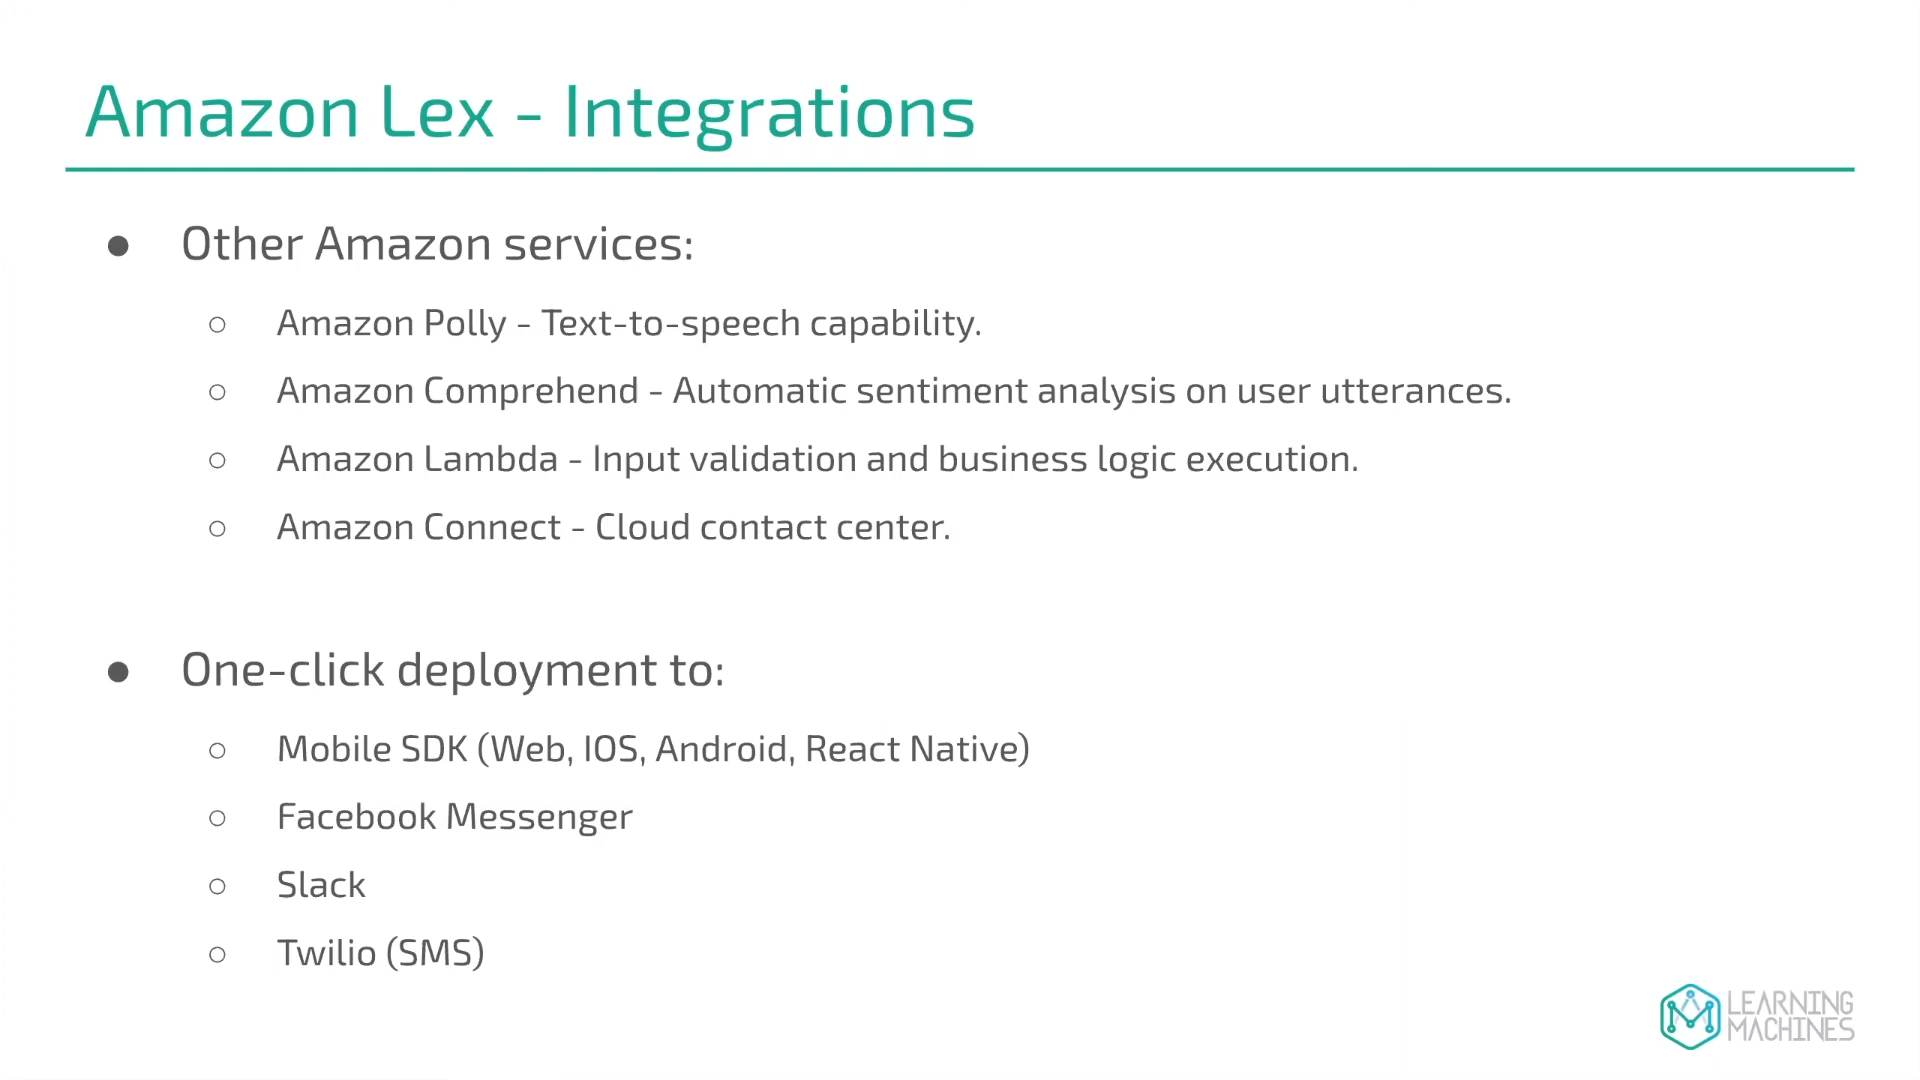 Amazon Lex - Integrations
● Other Amazon services:
○ Amazon Polly - Text-to-speech capability.
○ Amazon Comprehend - Automatic sentiment analysis on user utterances.
○ Amazon Lambda - Input validation and business logic execution.
○ Amazon Connect - Cloud contact center.
● One-click deployment to:
○ Mobile SDK (Web, IOS, Android, React Native)
○ Facebook Messenger
○ Slack
○ Twilio (SMS)
LEARNING
MACHINES